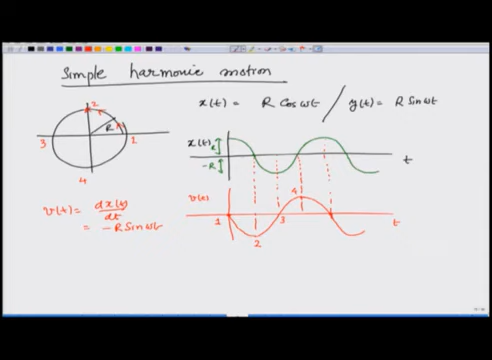 Simple harmonic motion
x(t) = R Cos ωt / y(t) = R Sin ωt
2
R
3
1
4
x(t)
R
-R
t
v(t) = dx(t)/dt
= -R Sin ωt
v(t)
1
2
3
4
t